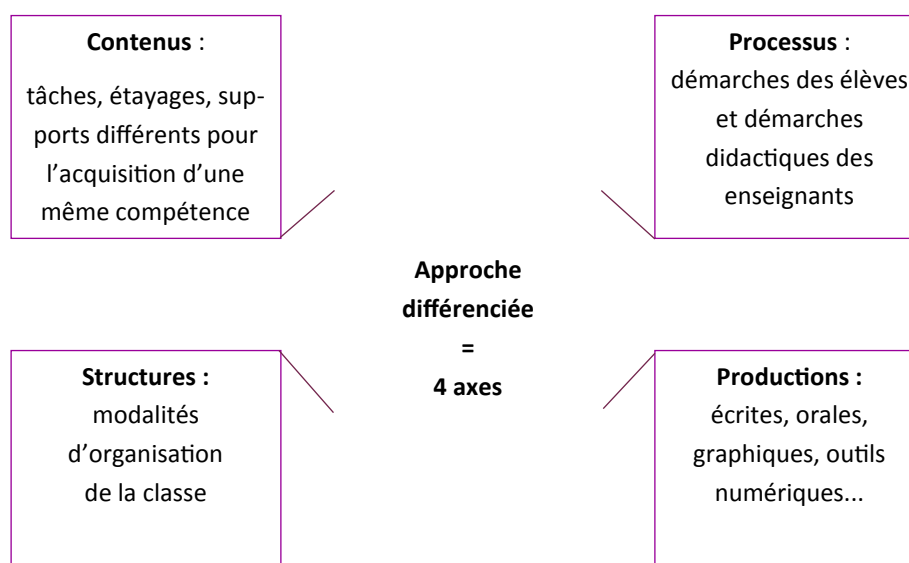 Contenus :
tâches, étayages, sup-
ports différents pour
l’acquisition d’une
même compétence
Processus :
démarches des élèves
et démarches
didactiques des
enseignants
Approche
différenciée
=
4 axes
Structures :
modalités
d’organisation
de la classe
Productions :
écrites, orales,
graphiques, outils
numériques...